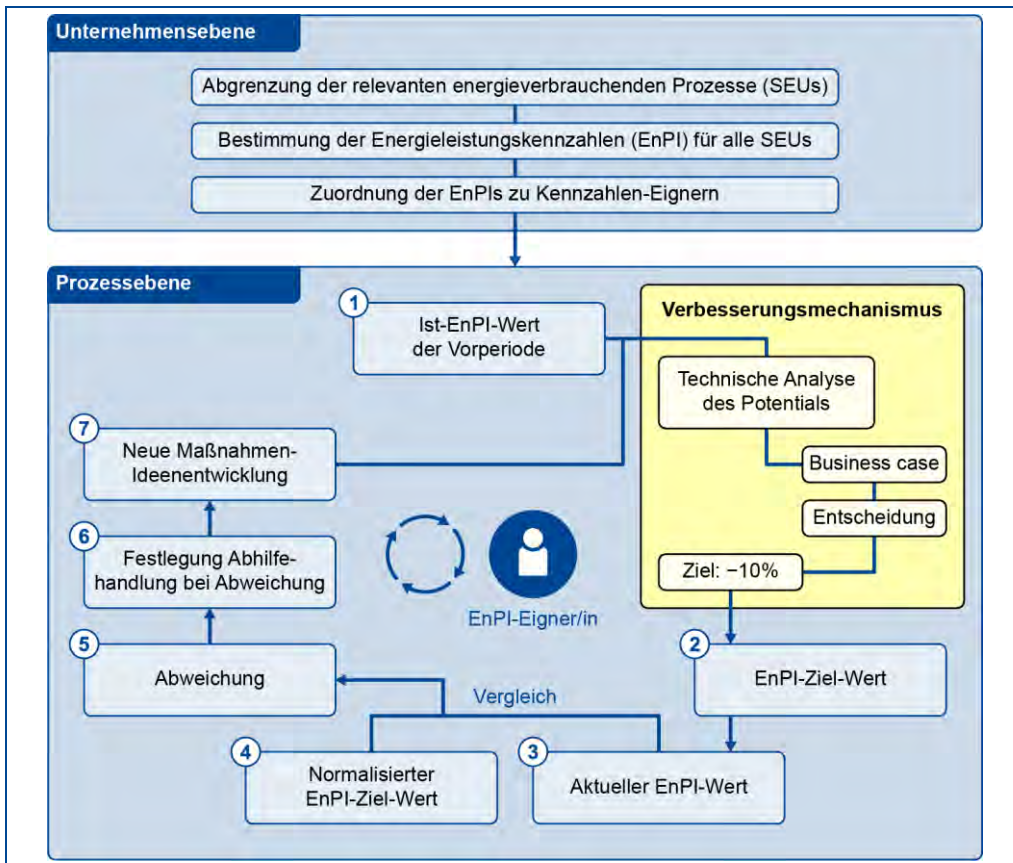 Unternehmensebene
Abgrenzung der relevanten energieverbrauchenden Prozesse (SEUs)
Bestimmung der Energieleistungskennzahlen (EnPI) für alle SEUs
Zuordnung der EnPIs zu Kennzahlen-Eignern
Prozessebene
1
Ist-EnPI-Wert
der Vorperiode
Verbesserungsmechanismus
Technische Analyse
des Potentials
Business case
Entscheidung
Ziel: −10%
7
Neue Maßnahmen-
Ideenentwicklung
6
Festlegung Abhilfe-
handlung bei Abweichung
EnPI-Eigner/in
5
Abweichung
2
EnPI-Ziel-Wert
Vergleich
4
Normalisierter
EnPI-Ziel-Wert
3
Aktueller EnPI-Wert